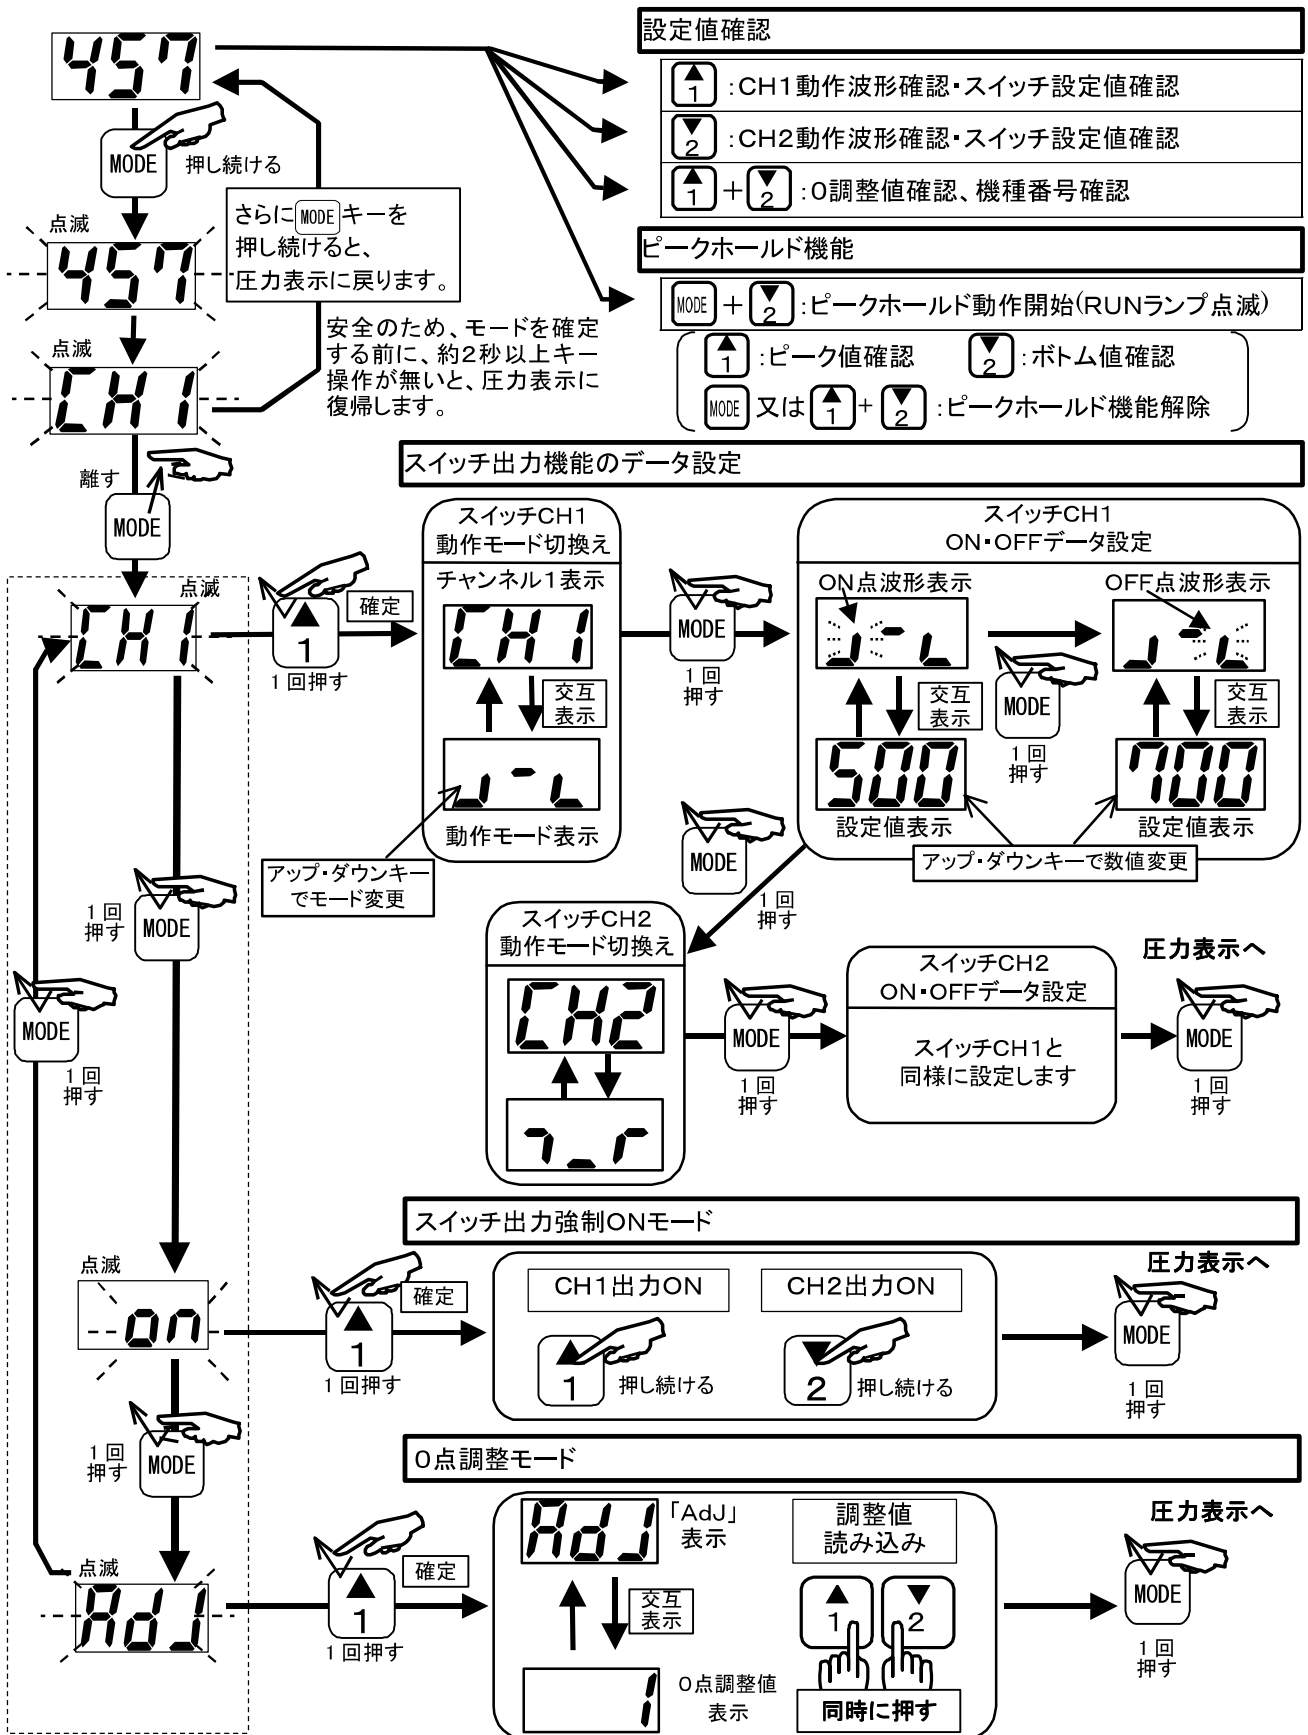 457
MODE
押し続ける
点滅
457
さらにMODEキーを
押し続けると、
圧力表示に戻ります。
点滅
CH1
安全のため、モードを確定
する前に、約2秒以上キー
操作が無いと、圧力表示に
復帰します。
離す
MODE
設定値確認
▲
1
:CH1動作波形確認・スイッチ設定値確認
▼
2
:CH2動作波形確認・スイッチ設定値確認
▲
1
+
▼
2
:0調整値確認、機種番号確認
ピークホールド機能
MODE
+
▼
2
:ピークホールド動作開始(RUNランプ点滅)
▲
1
:ピーク値確認
▼
2
:ボトム値確認
MODE
又は
▲
1
+
▼
2
:ピークホールド機能解除
スイッチ出力機能のデータ設定
点滅
CH1
▲
1
1回押す
確定
スイッチCH1
動作モード切換え
チャンネル1表示
CH1
交互
表示
動作モード表示
アップ・ダウンキー
でモード変更
MODE
1回
押す
スイッチCH1
ON・OFFデータ設定
ON点波形表示
OFF点波形表示
MODE
1回
押す
交互
表示
交互
表示
500
700
設定値表示
設定値表示
アップ・ダウンキーで数値変更
MODE
1回
押す
スイッチCH2
動作モード切換え
CH2
MODE
1回
押す
スイッチCH2
ON・OFFデータ設定
スイッチCH1と
同様に設定します
圧力表示へ
MODE
1回
押す
1回
押す
MODE
MODE
1回
押す
スイッチ出力強制ONモード
点滅
on
▲
1
1回押す
確定
CH1出力ON
CH2出力ON
▲
1
押し続ける
▼
2
押し続ける
圧力表示へ
MODE
1回
押す
1回
押す
MODE
0点調整モード
点滅
AdJ
▲
1
1回押す
確定
AdJ
「AdJ」
表示
交互
表示
1
0点調整値
表示
調整値
読み込み
▲
1
▼
2
同時に押す
圧力表示へ
MODE
1回
押す